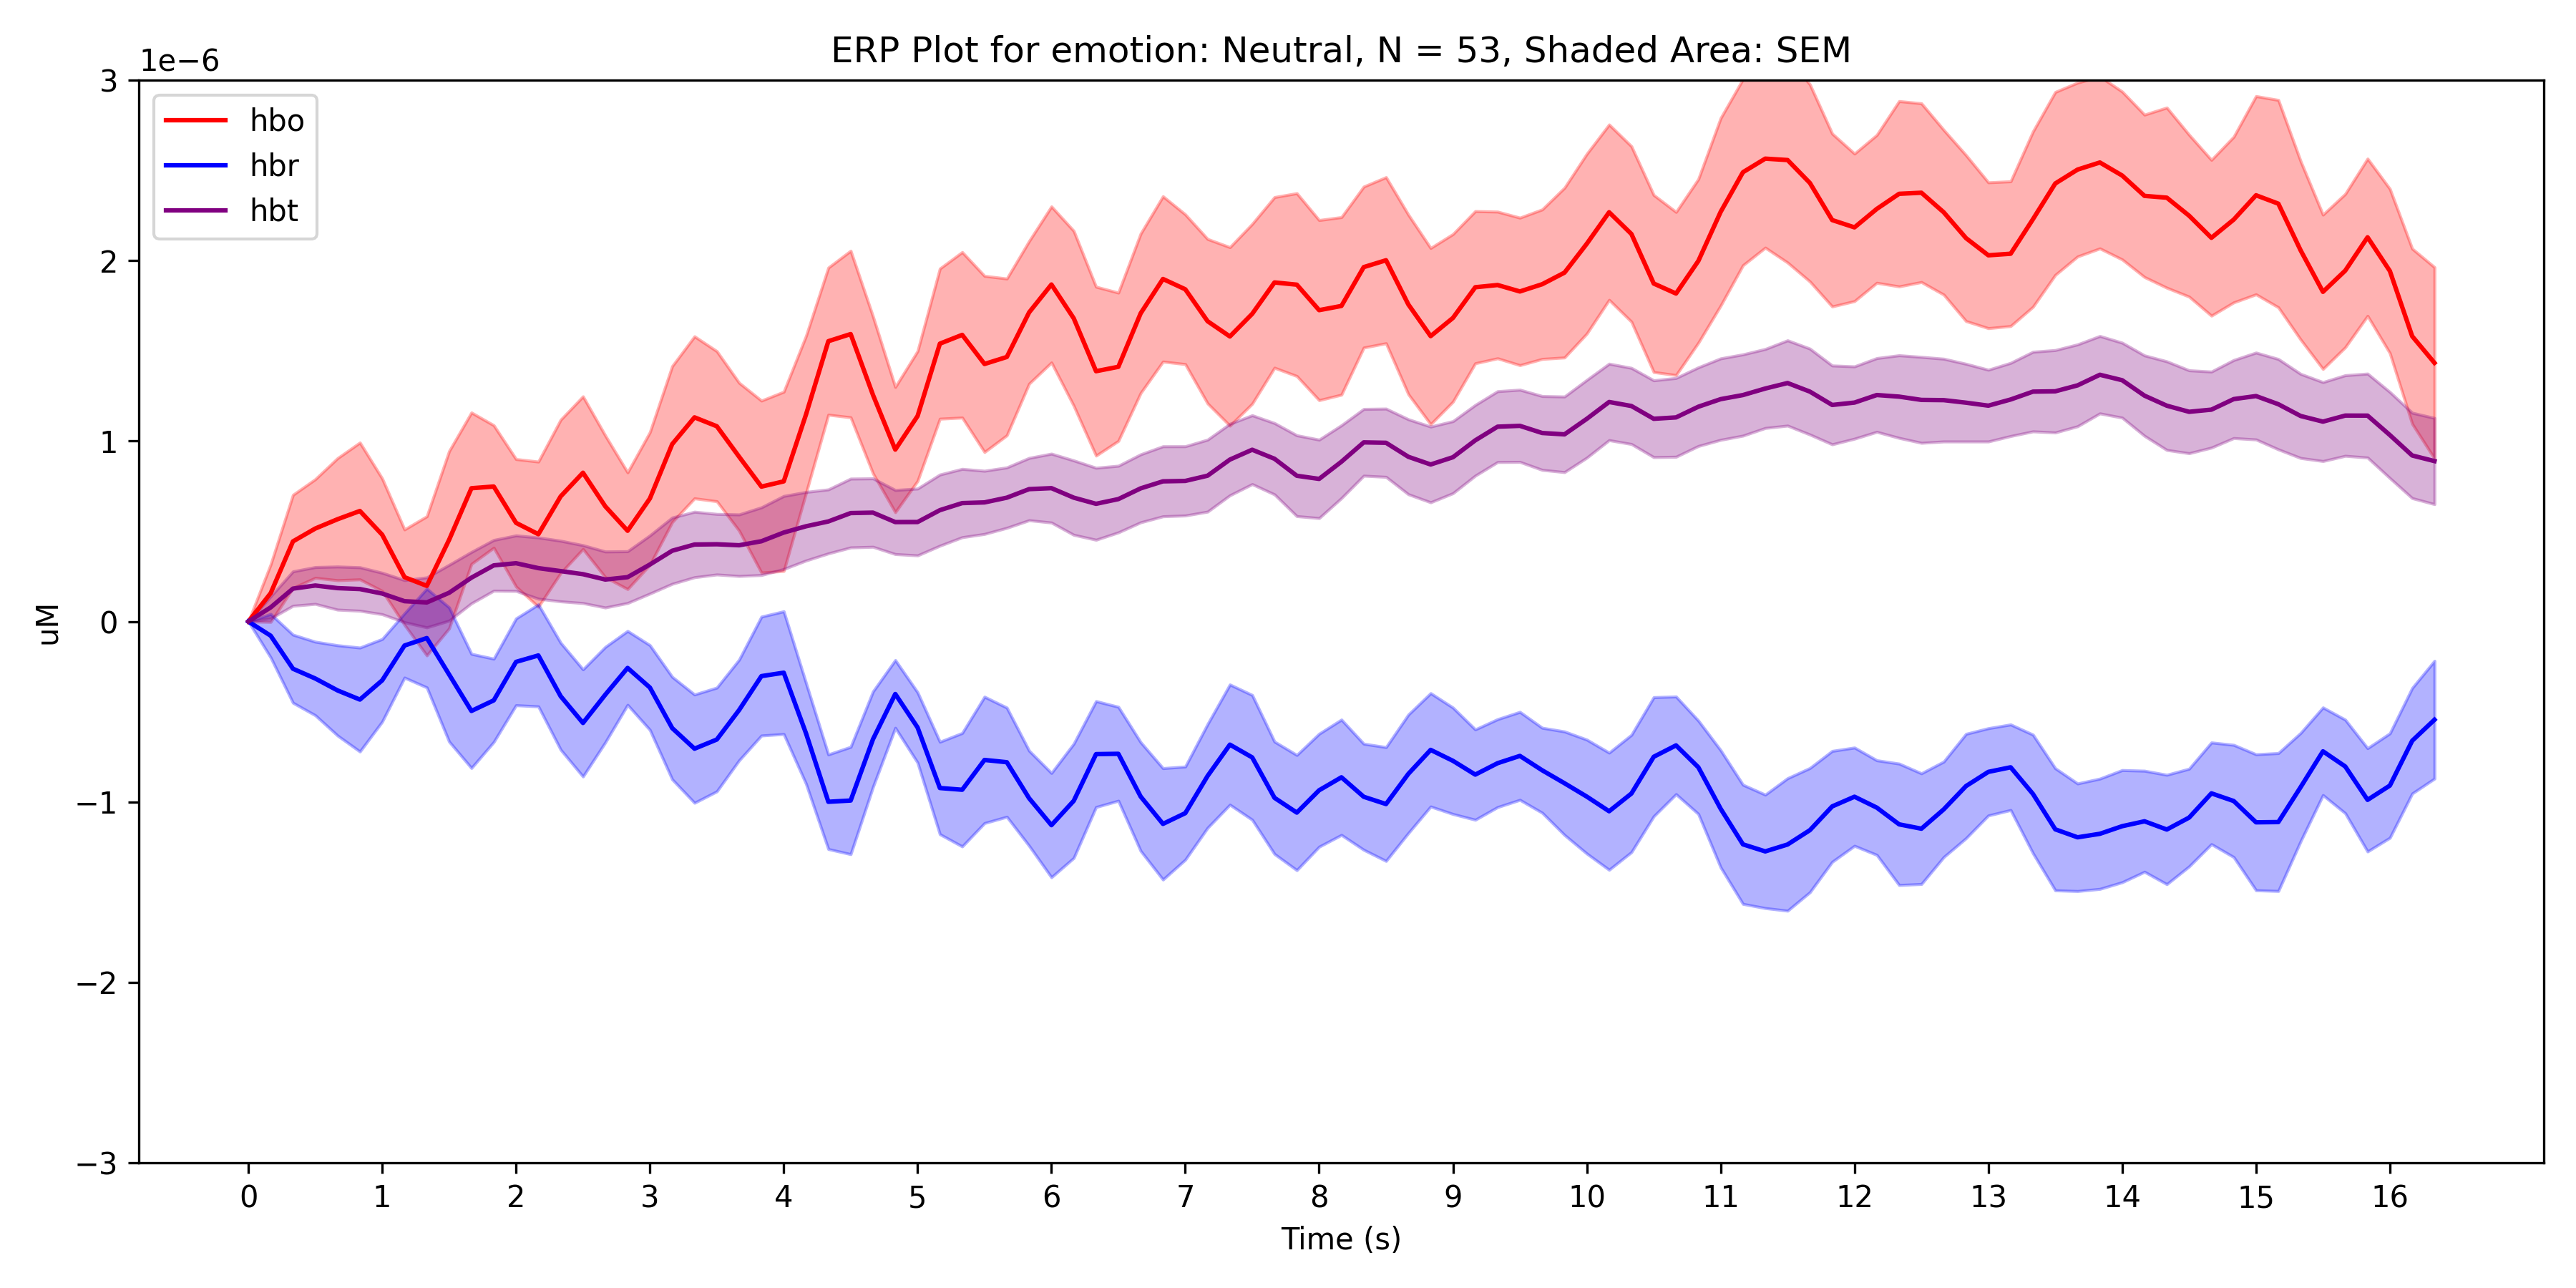 ERP Plot for emotion: Neutral, N = 53, Shaded Area: SEM
1e−6
hbo
hbr
hbt
3
2
1
0
−1
−2
−3
uM
0 1 2 3 4 5 6 7 8 9 10 11 12 13 14 15 16
Time (s)